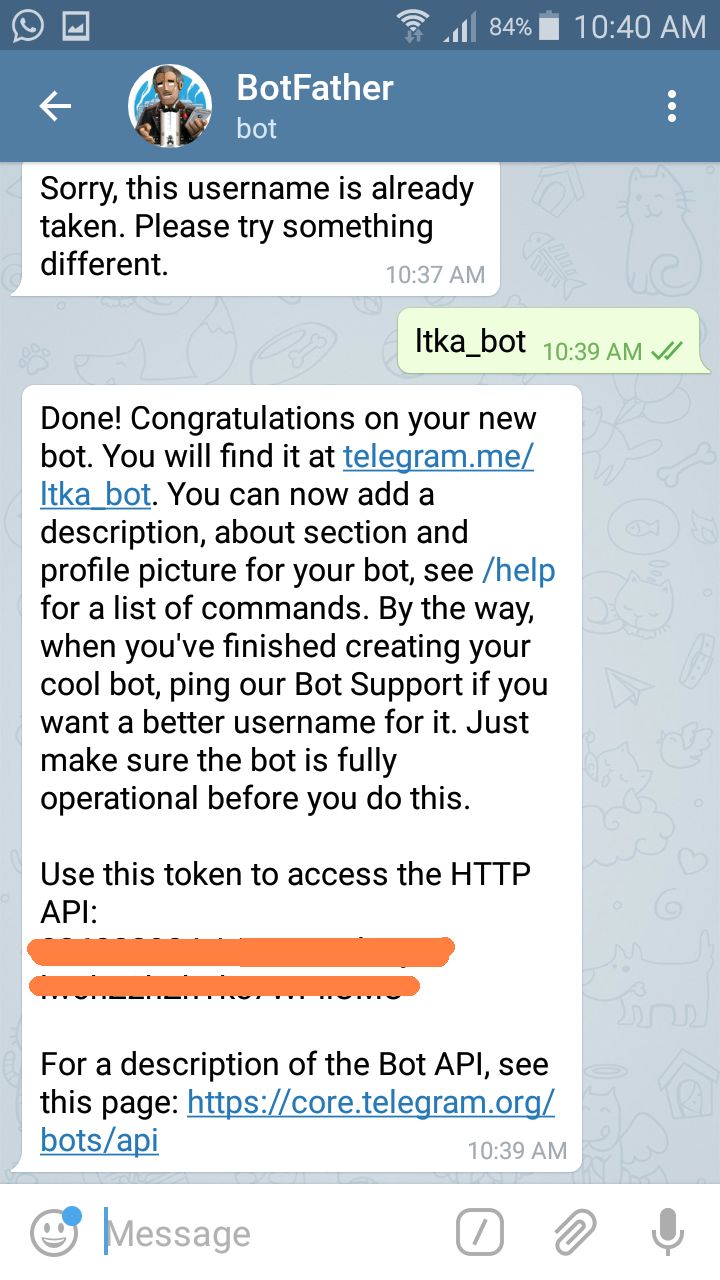 84% 10:40 AM
BotFather
bot
Sorry, this username is already
taken. Please try something
different. 10:37 AM
ltka_bot 10:39 AM
Done! Congratulations on your new
bot. You will find it at telegram.me/
ltka_bot. You can now add a
description, about section and
profile picture for your bot, see /help
for a list of commands. By the way,
when you've finished creating your
cool bot, ping our Bot Support if you
want a better username for it. Just
make sure the bot is fully
operational before you do this.
Use this token to access the HTTP
API:
For a description of the Bot API, see
this page: https://core.telegram.org/
bots/api 10:39 AM
Message